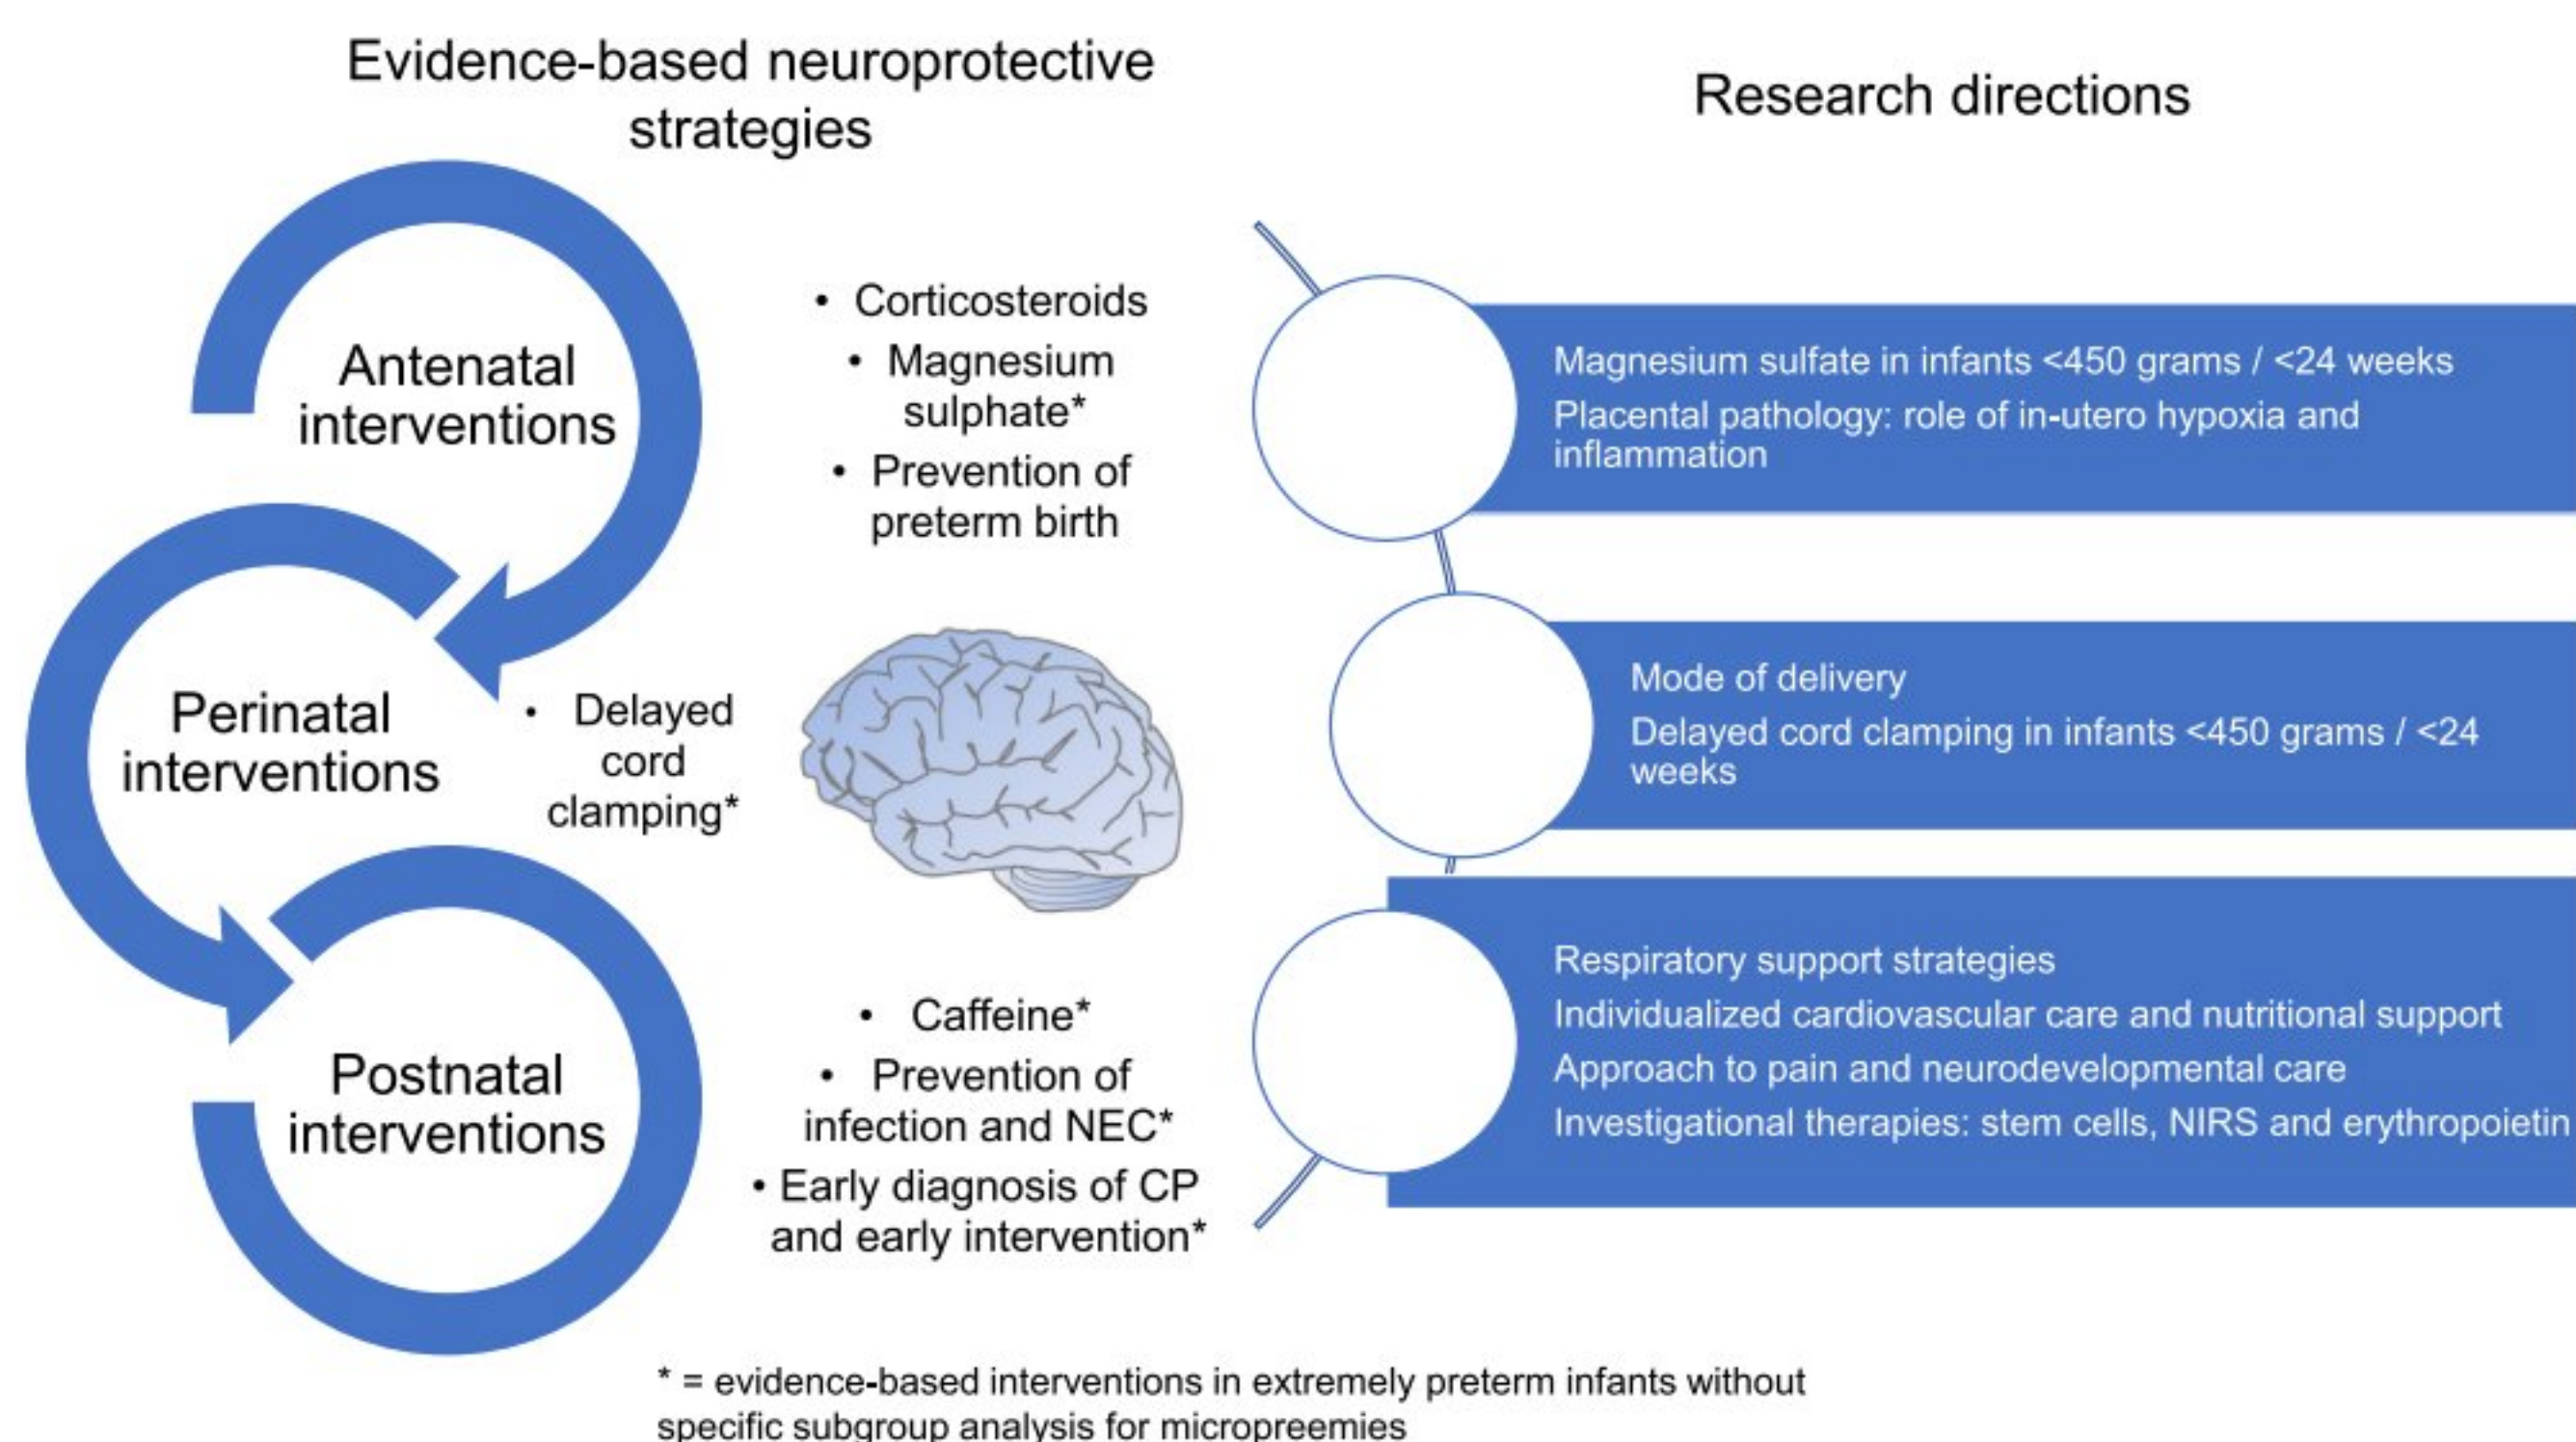 Evidence-based neuroprotective
strategies
Research directions
Antenatal
interventions
• Corticosteroids
• Magnesium
sulphate*
• Prevention of
preterm birth
Magnesium sulfate in infants <450 grams / <24 weeks
Placental pathology: role of in-utero hypoxia and
inflammation
Perinatal
interventions
• Delayed
cord
clamping*
Mode of delivery
Delayed cord clamping in infants <450 grams / <24
weeks
Postnatal
interventions
• Caffeine*
• Prevention of
infection and NEC*
• Early diagnosis of CP
and early intervention*
Respiratory support strategies
Individualized cardiovascular care and nutritional support
Approach to pain and neurodevelopmental care
Investigational therapies: stem cells, NIRS and erythropoietin
* = evidence-based interventions in extremely preterm infants without
specific subgroup analysis for micropreemies